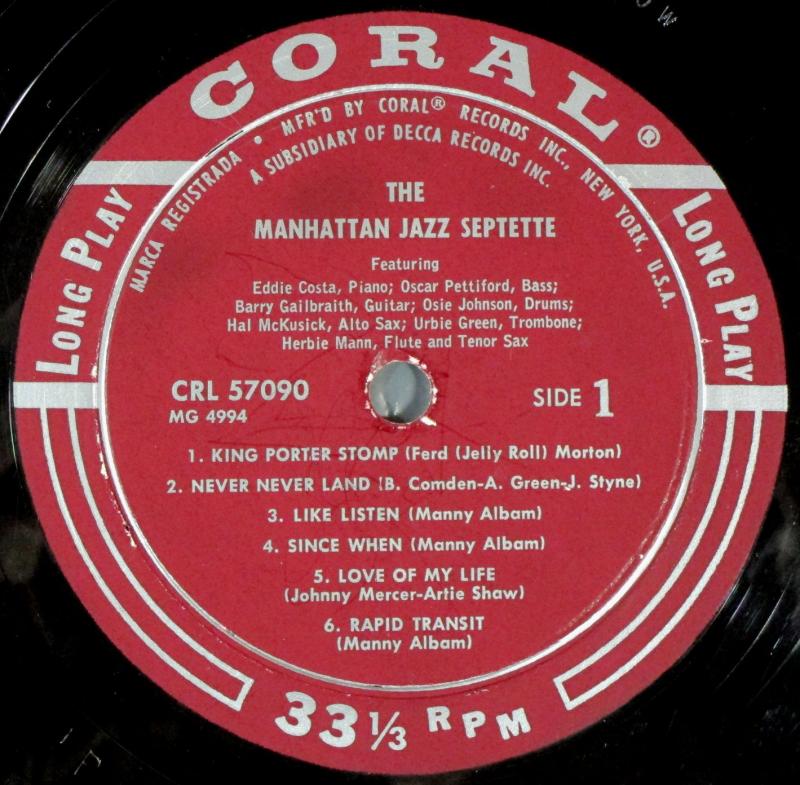 CORAL®
MARCA REGISTRADA • MFR'D BY CORAL® RECORDS INC., NEW YORK, U.S.A.
A SUBSIDIARY OF DECCA RECORDS INC.
LONG PLAY
LONG PLAY
THE
MANHATTAN JAZZ SEPTETTE
Featuring
Eddie Costa, Piano; Oscar Pettiford, Bass;
Barry Gailbraith, Guitar; Osie Johnson, Drums;
Hal McKusick, Alto Sax; Urbie Green, Trombone;
Herbie Mann, Flute and Tenor Sax
CRL 57090
MG 4994
SIDE 1
1. KING PORTER STOMP (Ferd (Jelly Roll) Morton)
2. NEVER NEVER LAND (B. Comden-A. Green-J. Styne)
3. LIKE LISTEN (Manny Albam)
4. SINCE WHEN (Manny Albam)
5. LOVE OF MY LIFE
(Johnny Mercer-Artie Shaw)
6. RAPID TRANSIT
(Manny Albam)
33 1/3 RPM